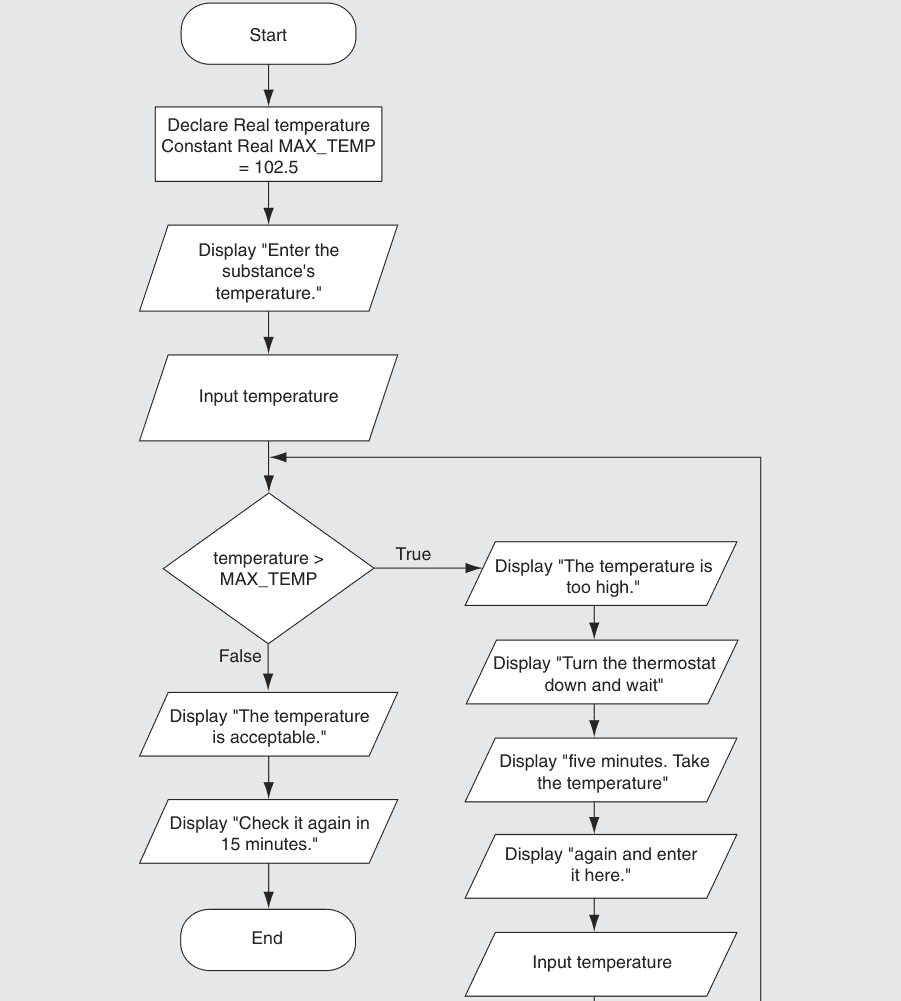 Start
Declare Real temperature
Constant Real MAX_TEMP
= 102.5
Display "Enter the
substance's
temperature."
Input temperature
temperature >
MAX_TEMP
True
False
Display "The temperature is
too high."
Display "Turn the thermostat
down and wait"
Display "five minutes. Take
the temperature"
Display "again and enter
it here."
Input temperature
Display "The temperature
is acceptable."
Display "Check it again in
15 minutes."
End